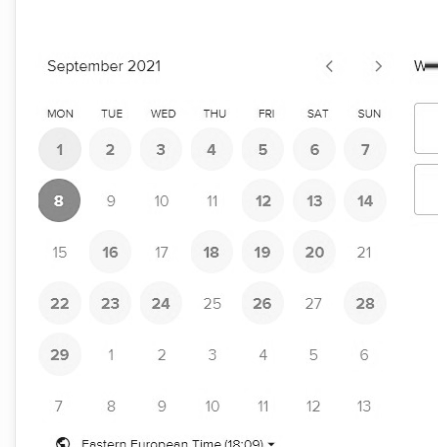 September 2021
MON TUE WED THU FRI SAT SUN
1 2 3 4 5 6 7
8 9 10 11 12 13 14
15 16 17 18 19 20 21
22 23 24 25 26 27 28
29 1 2 3 4 5 6
7 8 9 10 11 12 13
Eastern European Time (18:09)